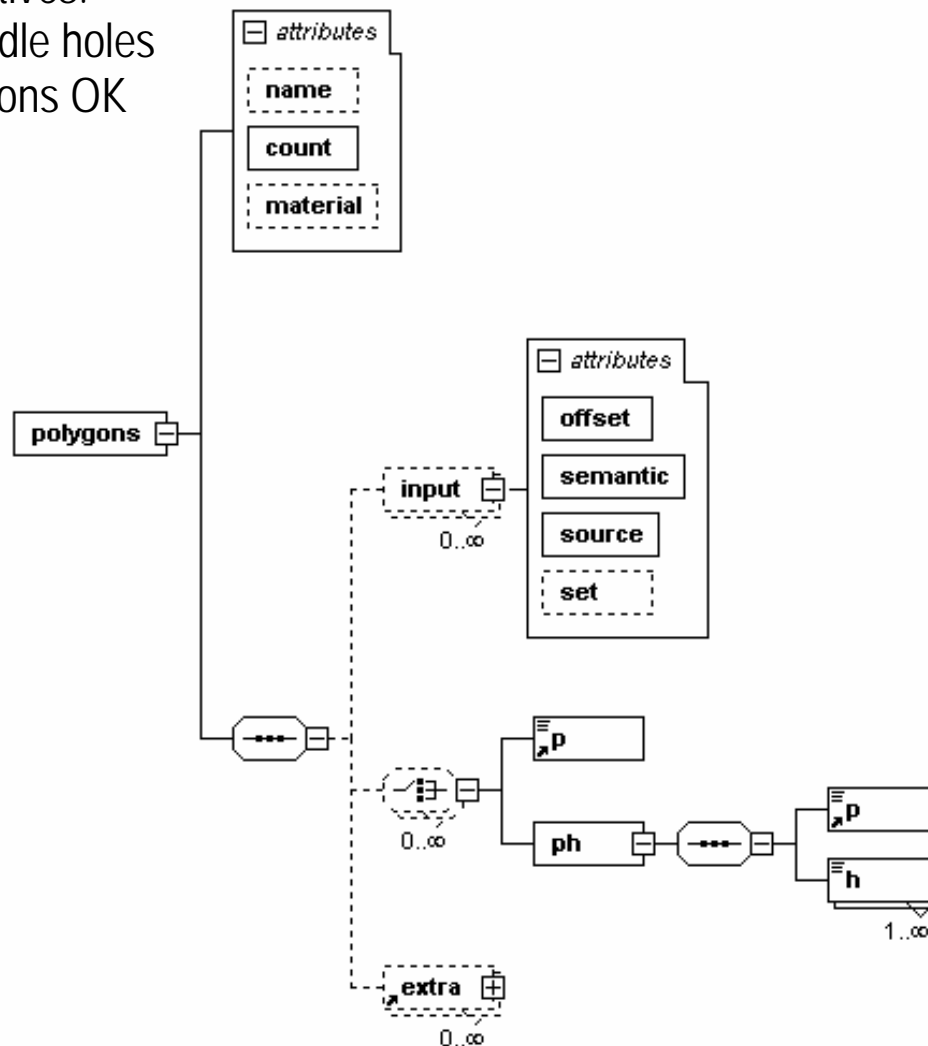 dle holes
ons OK
attributes
name
count
material
attributes
polygons
offset
input
semantic
0..∞
source
set
p
0..∞
p
ph
h
1..∞
extra
0..∞